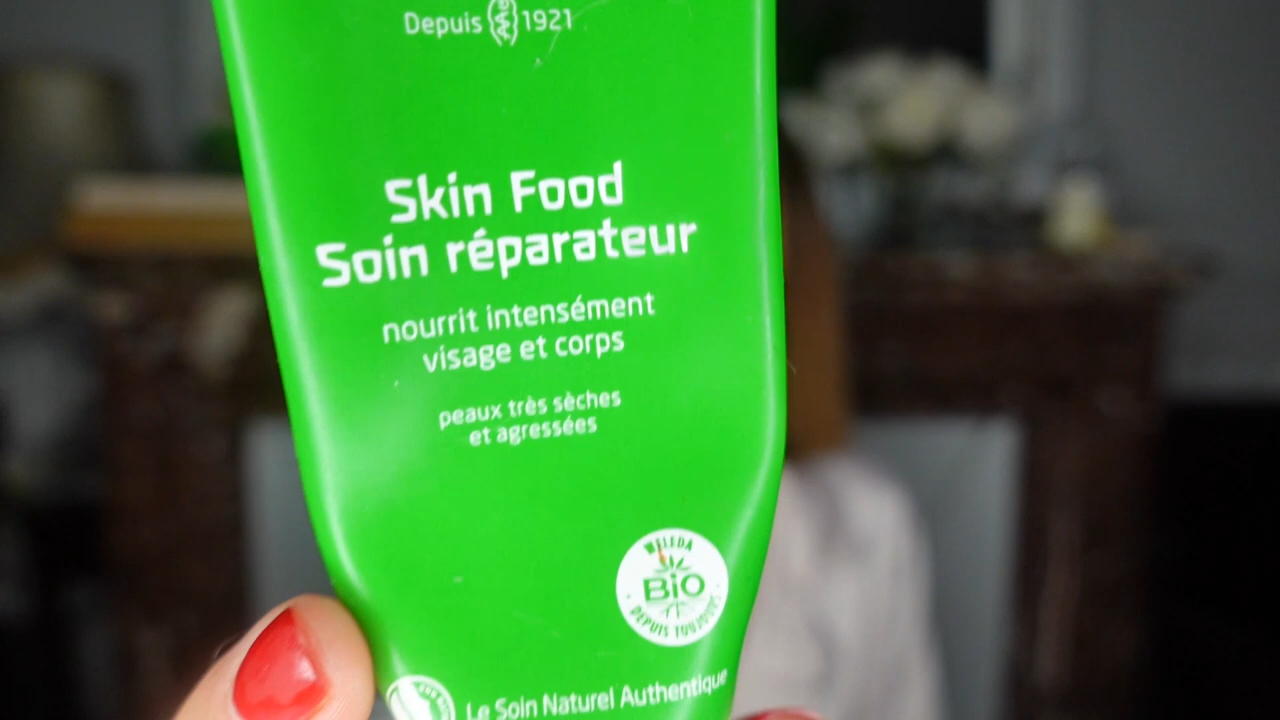 Depuis 1921
Skin Food
Soin réparateur
nourrit intensément
visage et corps
peaux très sèches
et agressées
WELEDA
BiO
DEPUIS TOUJOURS
Le Soin Naturel Authentique